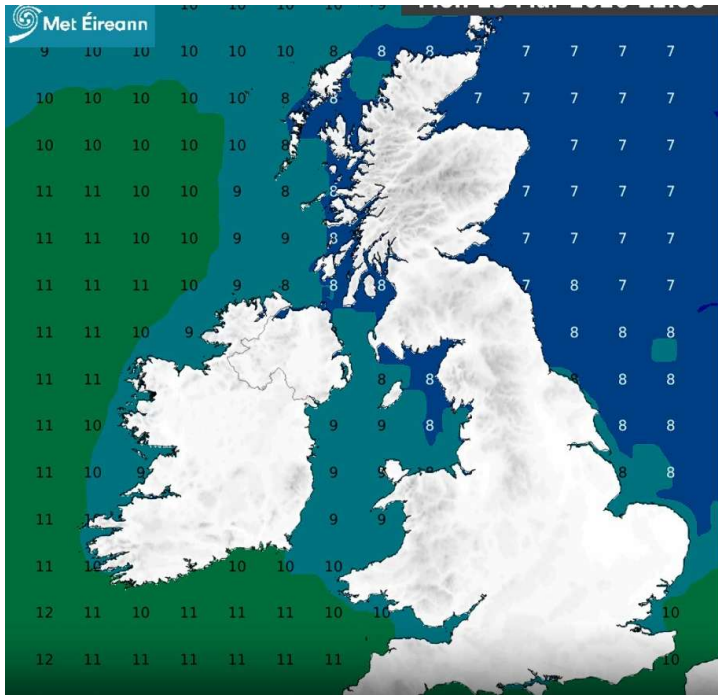 Met Éireann
9 10 10 10 10 10 8 8 8 7 7 7 7
10 10 10 10 10 8 8 7 7 7 7 7
10 10 10 10 10 8 7 7 7
11 11 10 10 9 8 8 7 7 7 7
11 11 10 10 9 9 8 7 7 7 7
11 11 11 10 9 8 8 8 7 8 7 7
11 11 10 9 8 8 8
11 11 8 8 8 8 8
11 10 9 9 8 8 8
11 10 9 9 9 8 8
11 10 9 9
11 10 10 10 10
12 11 10 11 11 11 10 10 10
12 11 11 11 11 11 11 10